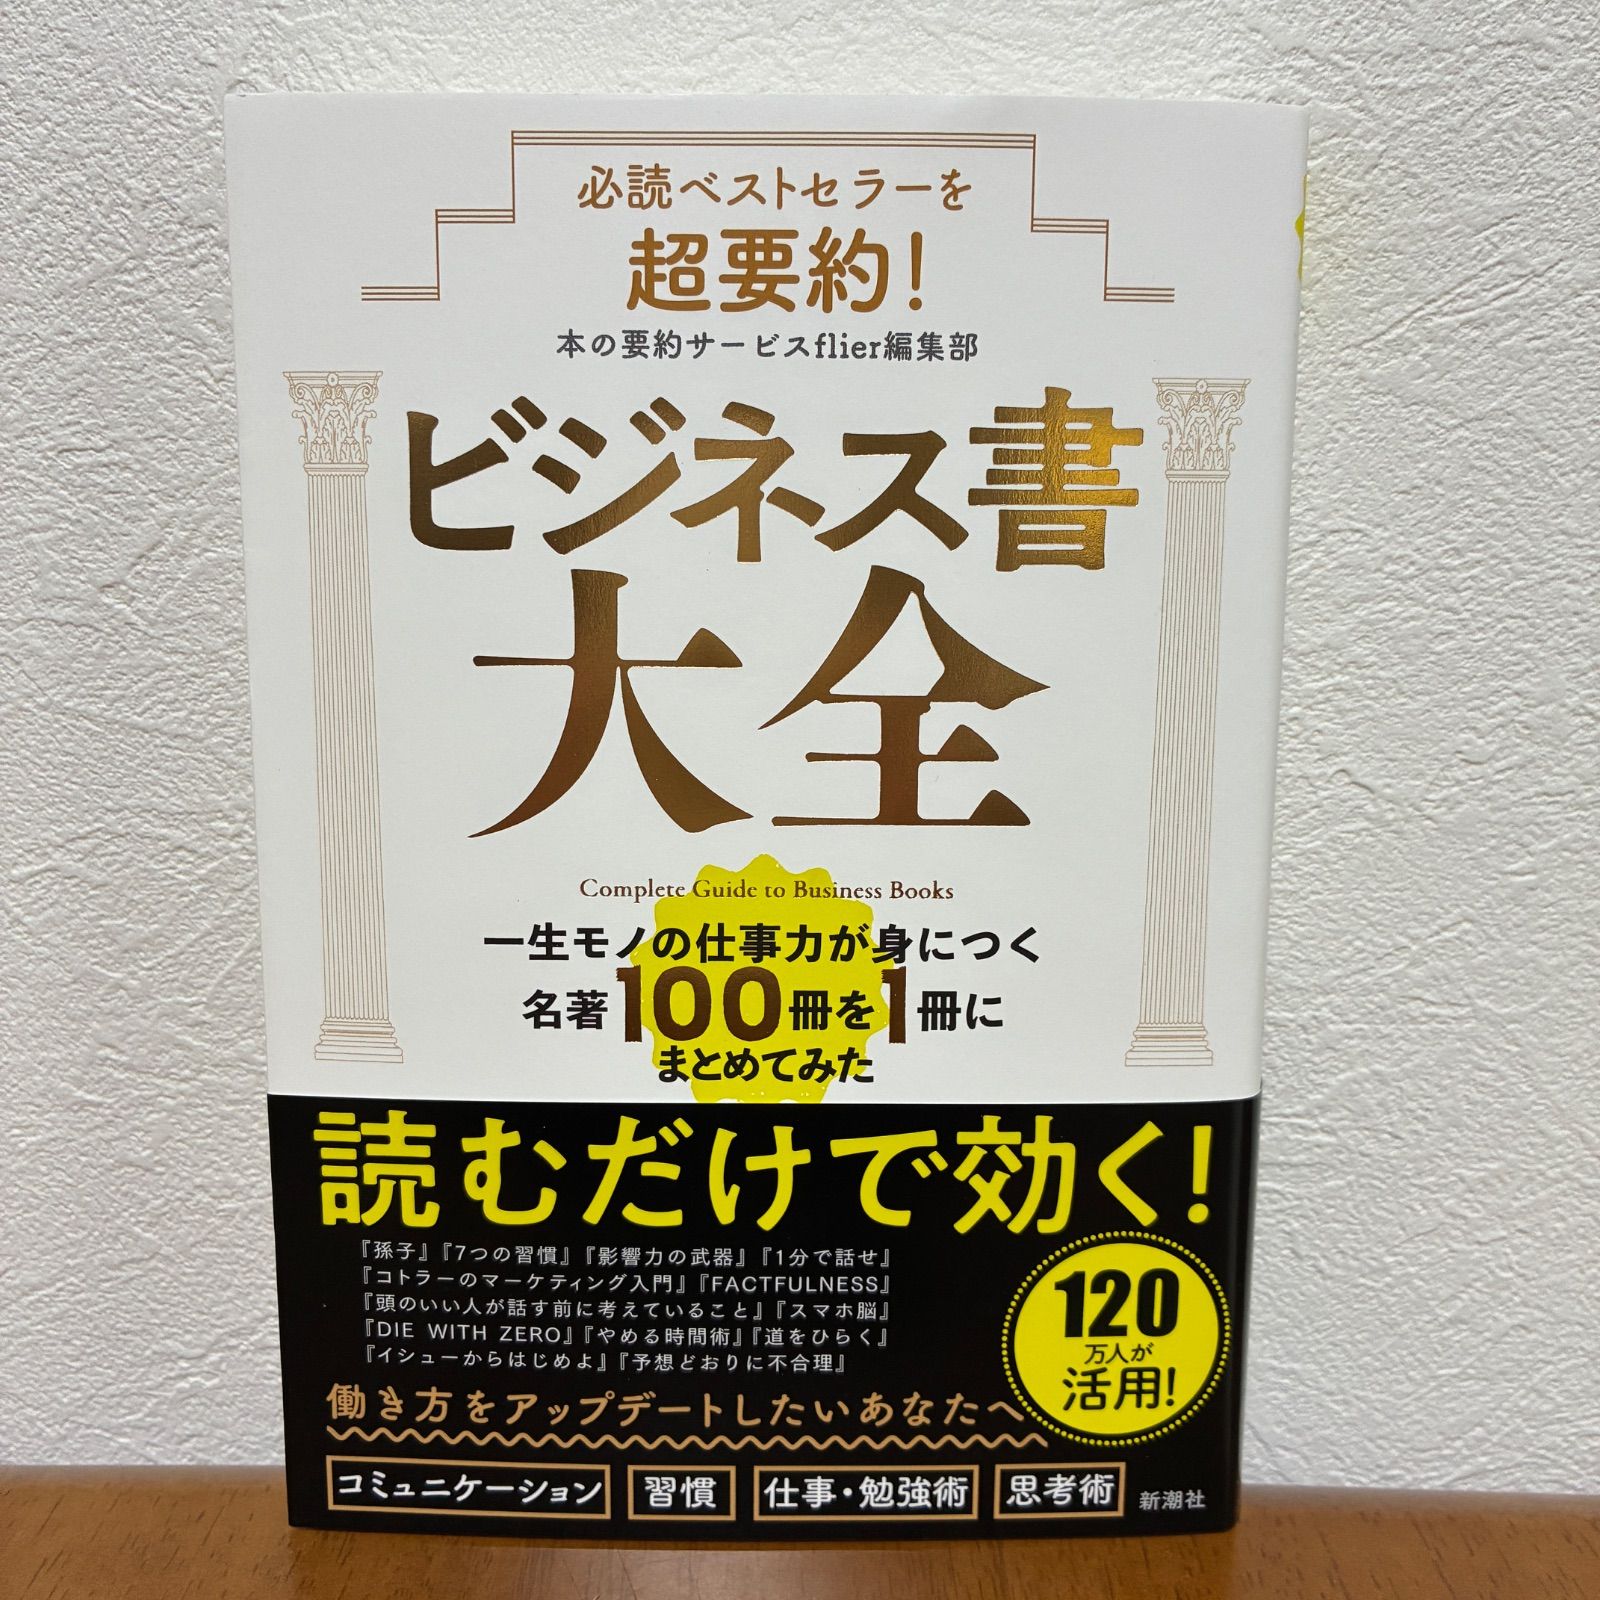 必読ベストセラーを
超要約!
本の要約サービスflier編集部
ビジネス書
大全
Complete Guide to Business Books
一生モノの仕事力が身につく
名著100冊を1冊に
まとめてみた
読むだけで効く!
『孫子』『7つの習慣』『影響力の武器』『1分で話せ』
『コトラーのマーケティング入門』『FACTFULNESS』
『頭のいい人が話す前に考えていること』『スマホ脳』
『DIE WITH ZERO』『やめる時間術』『道をひらく』
『イシューからはじめよ』『予想どおりに不合理』
120
万人が
活用!
働き方をアップデートしたいあなたへ
コミュニケーション 習慣 仕事・勉強術 思考術 新潮社